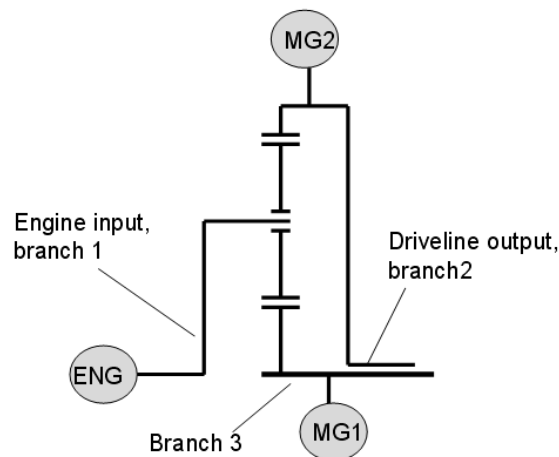 MG2
Engine input,
branch 1
Driveline output,
branch2
ENG
Branch 3
MG1